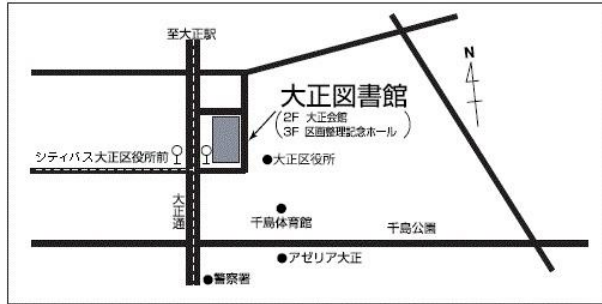 至大正駅
N
大正図書館
2F 大正会館
3F 区画整理記念ホール
シティバス大正区役所前
●大正区役所
大正通
千島体育館
千島公園
●アゼリア大正
●警察署